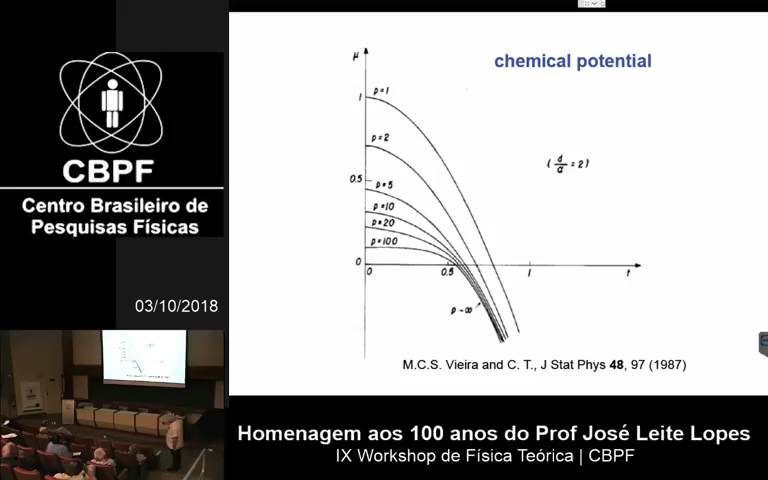 CBPF
Centro Brasileiro de
Pesquisas Físicas
03/10/2018
chemical potential
μ
1
p=1
p=2
( d/a = 2)
0.5
p=5
p=10
p=20
p=100
0
0
0.5
1
t
p→∞
M.C.S. Vieira and C. T., J Stat Phys 48, 97 (1987)
Homenagem aos 100 anos do Prof José Leite Lopes
IX Workshop de Física Teórica | CBPF